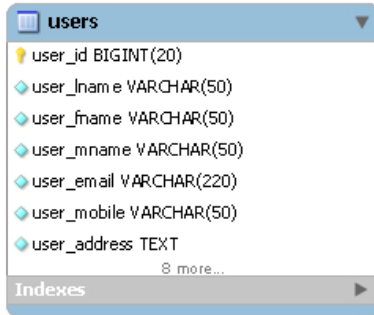 users
user_id BIGINT(20)
user_lname VARCHAR(50)
user_fname VARCHAR(50)
user_mname VARCHAR(50)
user_email VARCHAR(220)
user_mobile VARCHAR(50)
user_address TEXT
8 more...
Indexes